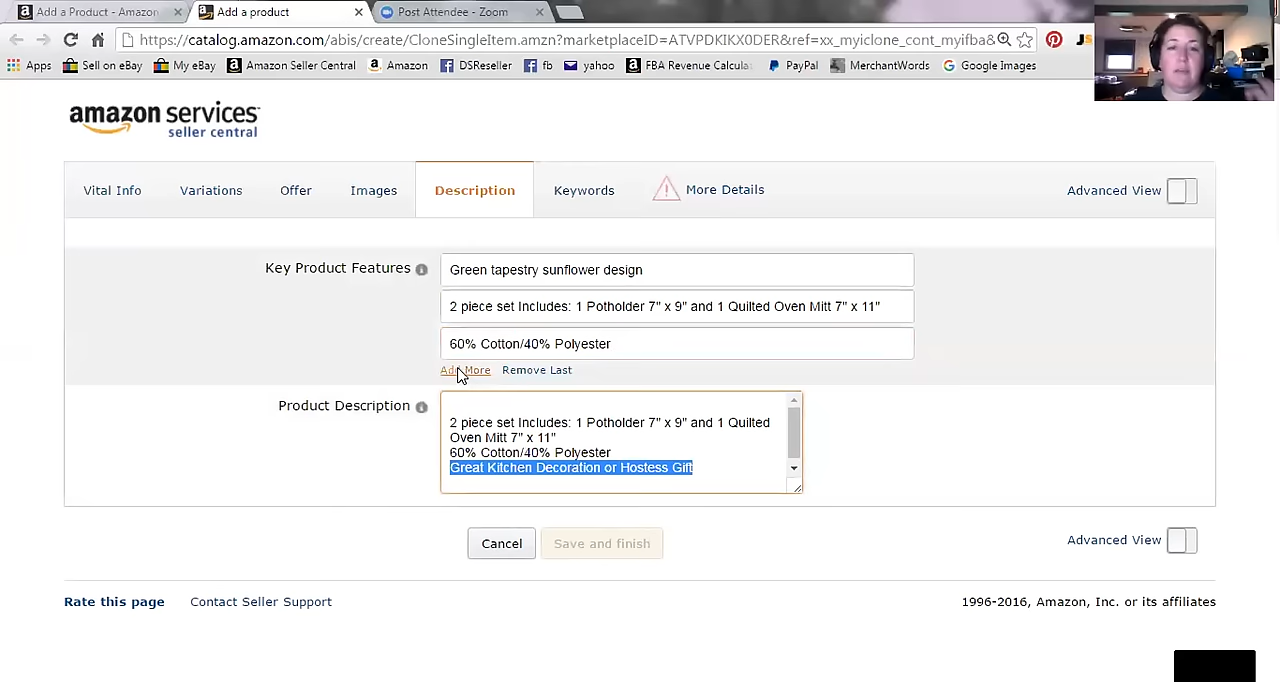 Add a Product - Amazon
Add a product
Post Attendee - Zoom
https://catalog.amazon.com/abis/create/CloneSingleItem.amzn?marketplaceID=ATVPDKIKX0DER&ref=xx_myiclone_cont_myifba&
Apps
Sell on eBay
My eBay
Amazon Seller Central
Amazon
DSReseller
fb
yahoo
FBA Revenue Calcula
PayPal
MerchantWords
Google Images
amazon services
seller central
Vital Info
Variations
Offer
Images
Description
Keywords
More Details
Advanced View
Key Product Features
Green tapestry sunflower design
2 piece set Includes: 1 Potholder 7" x 9" and 1 Quilted Oven Mitt 7" x 11"
60% Cotton/40% Polyester
Add More Remove Last
Product Description
2 piece set Includes: 1 Potholder 7" x 9" and 1 Quilted
Oven Mitt 7" x 11"
60% Cotton/40% Polyester
Great Kitchen Decoration or Hostess Gift
Cancel
Save and finish
Advanced View
Rate this page
Contact Seller Support
1996-2016, Amazon, Inc. or its affiliates